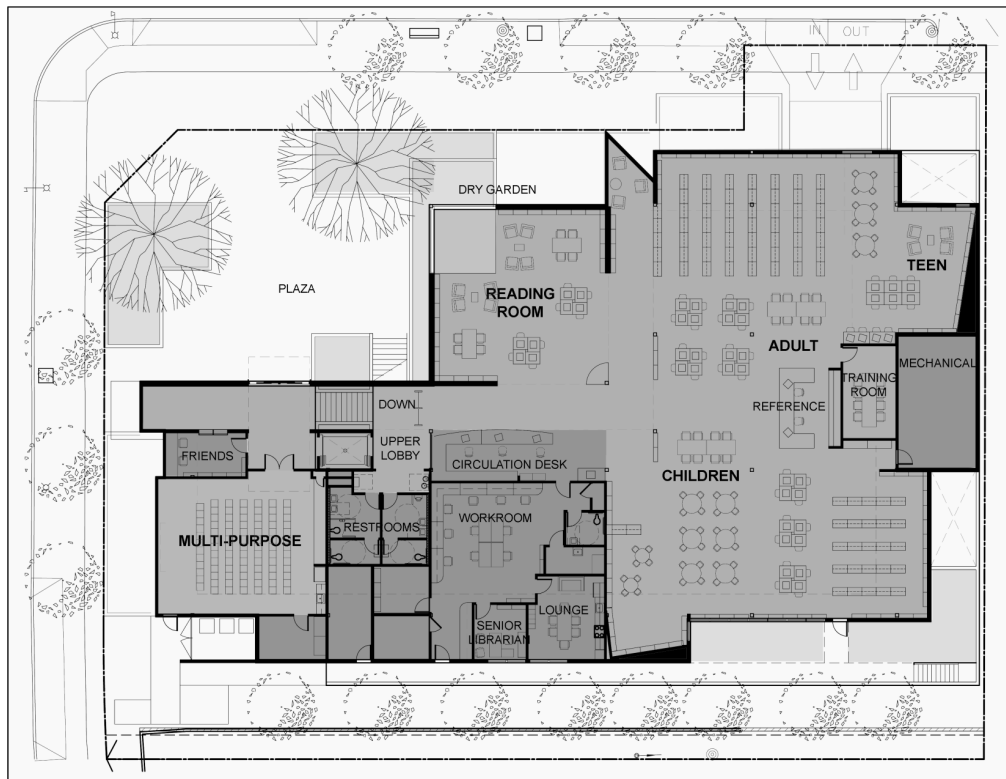 IN OUT
DRY GARDEN
PLAZA
READING
ROOM
TEEN
ADULT
MECHANICAL
TRAINING
ROOM
DOWN
REFERENCE
UPPER
LOBBY
FRIENDS
CIRCULATION DESK
CHILDREN
MULTI-PURPOSE
RESTROOMS
WORKROOM
LOUNGE
SENIOR
LIBRARIAN